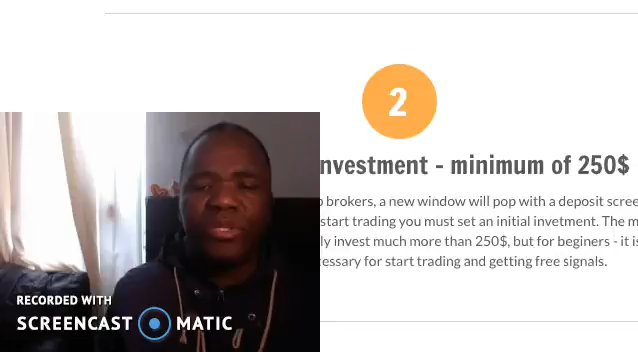 2
nvestment - minimum of 250$
brokers, a new window will pop with a deposit scree
start trading you must set an initial invetment. The m
ly invest much more than 250$, but for beginers - it is
essary for start trading and getting free signals.
RECORDED WITH
SCREENCAST MATIC